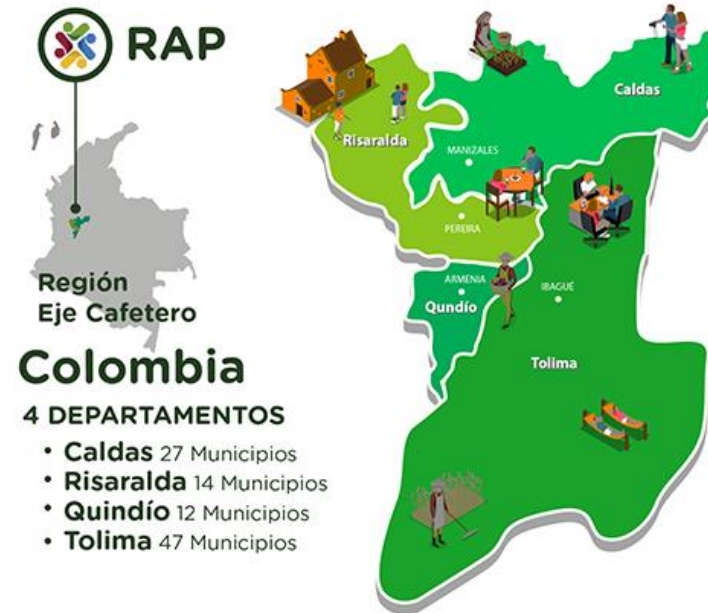 RAP
Región
Eje Cafetero
Colombia
4 DEPARTAMENTOS
• Caldas 27 Municipios
• Risaralda 14 Municipios
• Quindío 12 Municipios
• Tolima 47 Municipios
Caldas
Risaralda
MANIZALES
PEREIRA
ARMENIA
Qundío
IBAGUÉ
Tolima